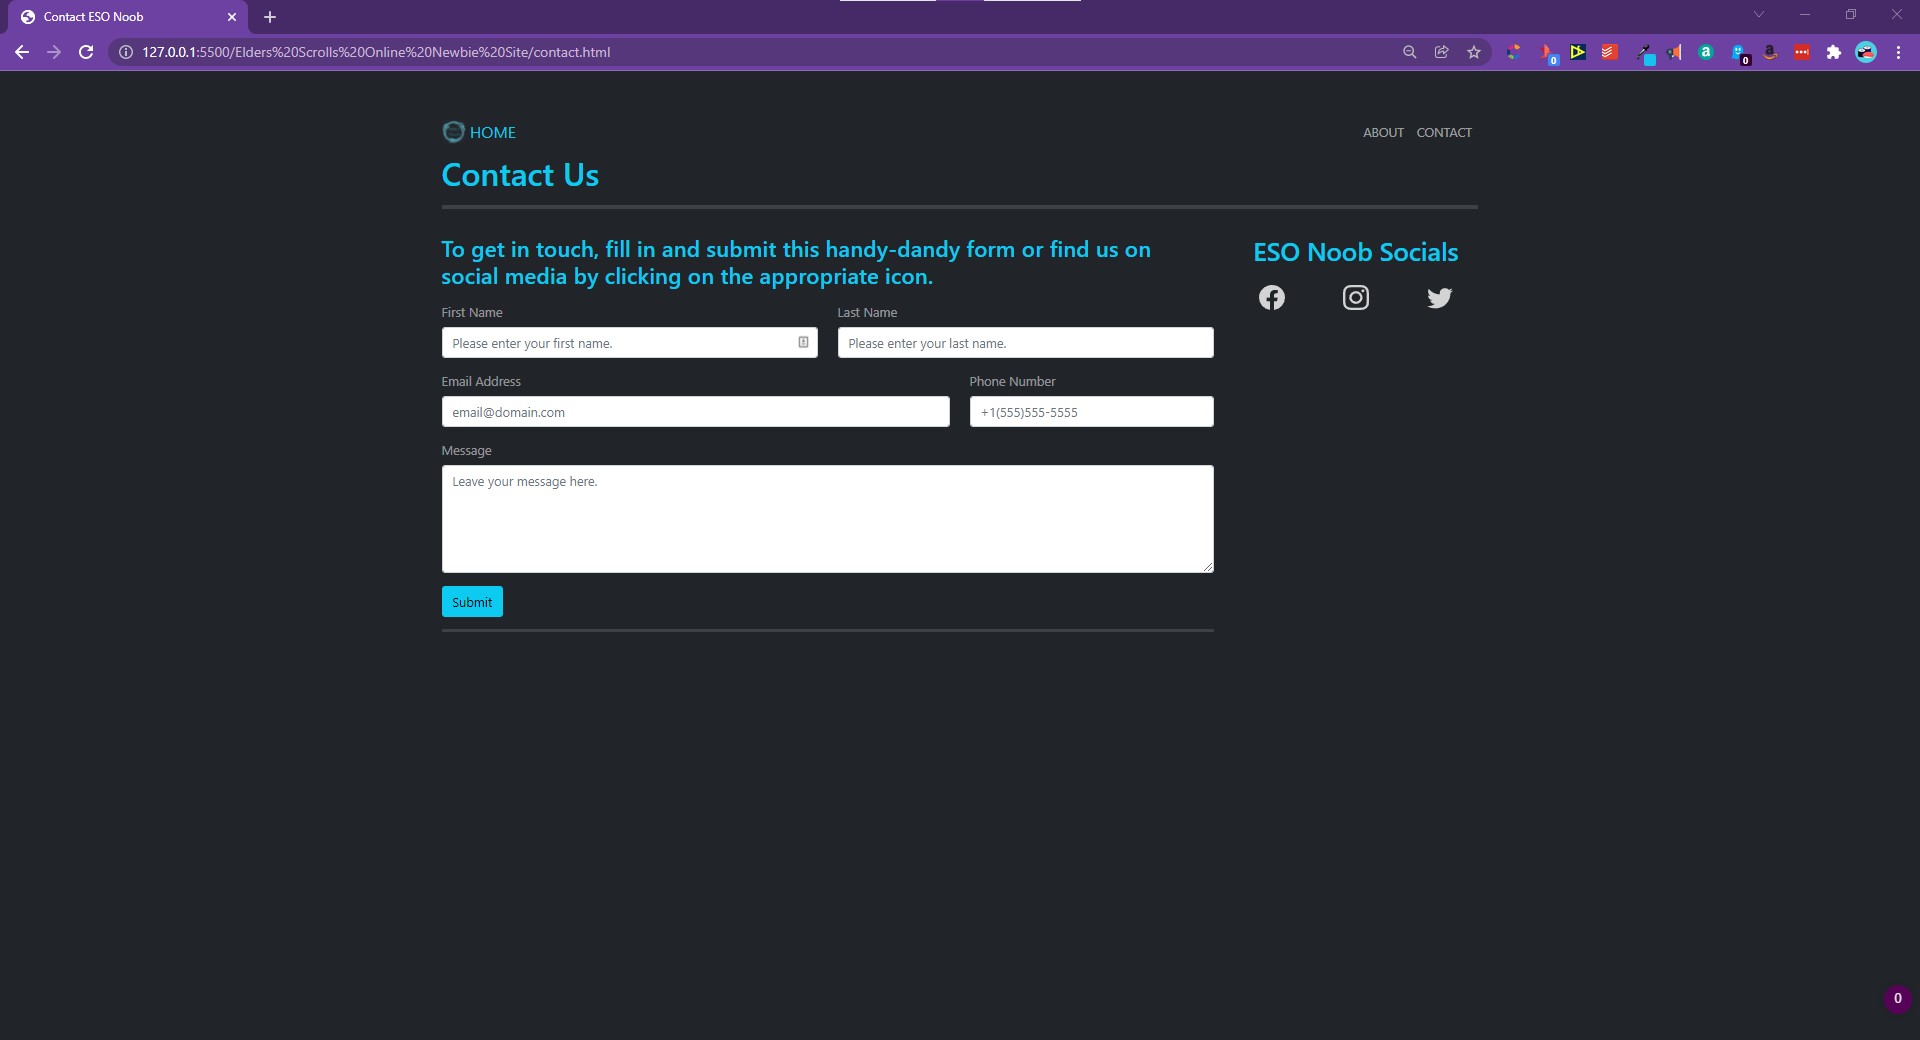 Contact ESO Noob
127.0.0.1:5500/Elders%20Scrolls%20Online%20Newbie%20Site/contact.html
0
0
HOME
ABOUT CONTACT
Contact Us
To get in touch, fill in and submit this handy-dandy form or find us on
social media by clicking on the appropriate icon.
ESO Noob Socials
First Name
Last Name
Please enter your first name.
Please enter your last name.
Email Address
Phone Number
email@domain.com
+1(555)555-5555
Message
Leave your message here.
Submit
0